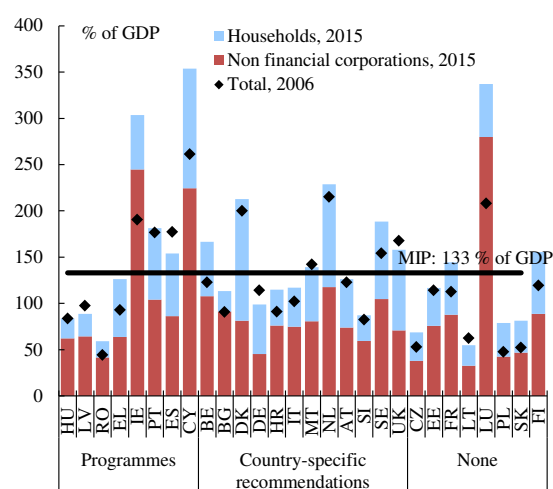 % of GDP
Households, 2015
Non financial corporations, 2015
Total, 2006
400
350
300
250
200
150
100
50
0
MIP: 133 % of GDP
HU
LV
RO
EL
IE
PT
ES
CY
BE
BG
DK
DE
HR
IT
MT
NL
AT
SI
SE
UK
CZ
EE
FR
LT
LU
PL
SK
FI
Programmes
Country-specific
recommendations
None